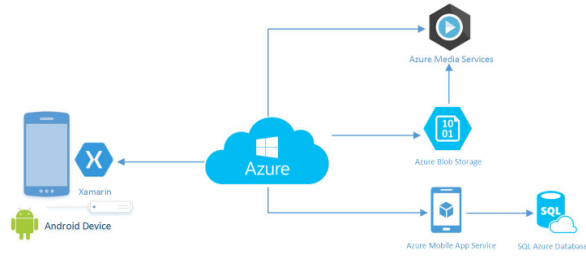 Azure Media Services
10
01
Azure Blob Storage
Azure
Xamarin
Android Device
SQL
Azure Mobile App Service
SQL Azure Database